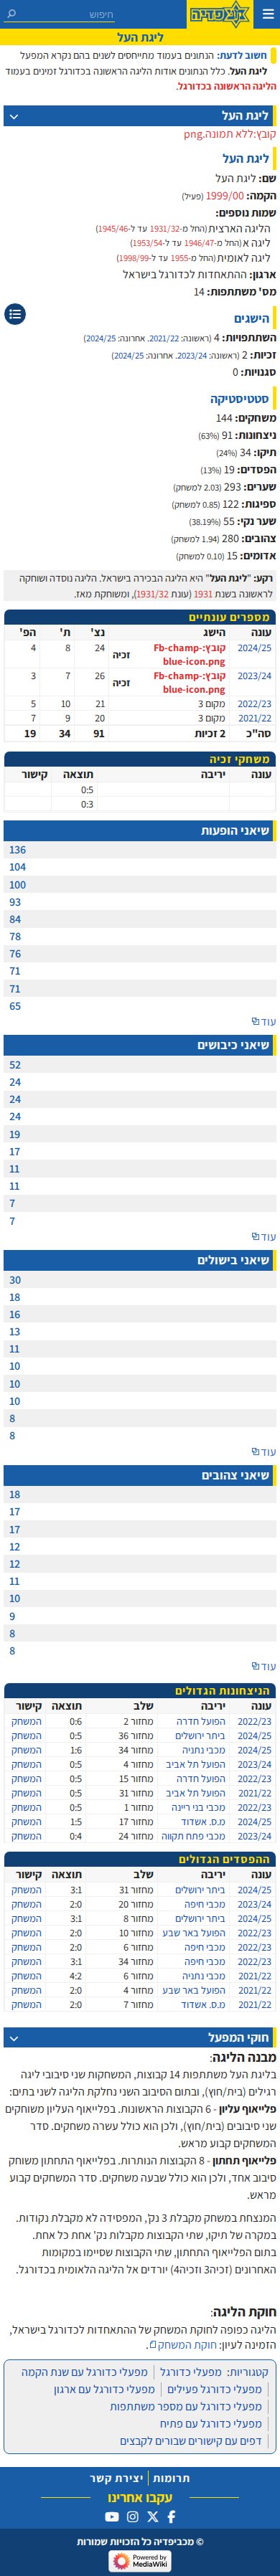 מכביפדיה
חיפוש
ליגת העל
חשוב לדעת: הנתונים בעמוד מתייחסים לשנים בהם נקראה המפעל
ליגת העל. כלל הנתונים אודות הליגה הראשונה בכדורגל זמינים בעמוד
הליגה הראשונה בכדורגל.
ליגת העל
קובץ:ללא תמונה.png
ליגת העל
שם: ליגת העל
הקמה: 1999/00 (פעיל)
שמות נוספים:
הליגה הארצית (החל מ-1931/32 עד ל-1945/46)
ליגה א (החל מ-1946/47 עד ל-1953/54)
ליגה לאומית (החל מ-1955 עד ל-1998/99)
ארגון: ההתאחדות לכדורגל בישראל
מס' משתתפות: 14
הישגים
השתתפויות: 4 (ראשונה: 2021/22. אחרונה: 2024/25)
זכיות: 2 (ראשונה: 2023/24. אחרונה: 2024/25)
סגנויות: 0
סטטיסטיקה
משחקים: 144
ניצחונות: 91 (63%)
תיקו: 34 (24%)
הפסדים: 19 (13%)
שערים: 293 (2.03 למשחק)
ספיגות: 122 (0.85 למשחק)
שער נקי: 55 (38.19%)
צהובים: 280 (1.94 למשחק)
אדומים: 15 (0.10 למשחק)
רקע: "ליגת העל" היא הליגה הבכירה בישראל. הליגה נוסדה ושוחקה
לראשונה בשנת 1931 (עונת 1931/32), ומשוחקת מאז.
מספרים עונתיים
עונה הישג נצ' ת' הפ'
2024/25 קובץ:Fb-champ-blue-icon.png זכיה 24 8 4
2023/24 קובץ:Fb-champ-blue-icon.png זכיה 26 7 3
2022/23 מקום 3 21 10 5
2021/22 מקום 3 20 9 7
סה"כ 2 זכיות 91 34 19
משחקי זכיה
עונה יריבה תוצאה קישור
0:5
0:3
שיאני הופעות
136
104
100
93
84
78
76
71
71
65
עוד
שיאני כיבושים
52
24
24
24
19
17
11
11
7
7
עוד
שיאני בישולים
30
18
16
13
11
10
10
10
8
8
עוד
שיאני צהובים
18
17
17
12
12
11
10
9
8
8
עוד
הניצחונות הגדולים
עונה יריבה שלב תוצאה קישור
2022/23 הפועל חדרה מחזור 2 0:6 המשחק
2024/25 ביתר ירושלים מחזור 36 0:5 המשחק
2024/25 מכבי נתניה מחזור 34 1:6 המשחק
2023/24 הפועל תל אביב מחזור 4 0:5 המשחק
2022/23 הפועל חדרה מחזור 15 0:5 המשחק
2021/22 הפועל תל אביב מחזור 31 0:5 המשחק
2022/23 מכבי בני ריינה מחזור 1 0:5 המשחק
2024/25 מ.ס. אשדוד מחזור 17 1:5 המשחק
2023/24 מכבי פתח תקווה מחזור 24 0:4 המשחק
ההפסדים הגדולים
עונה יריבה שלב תוצאה קישור
2024/25 ביתר ירושלים מחזור 31 3:1 המשחק
2023/24 מכבי חיפה מחזור 20 2:0 המשחק
2024/25 ביתר ירושלים מחזור 8 3:1 המשחק
2022/23 הפועל באר שבע מחזור 10 2:0 המשחק
2022/23 מכבי חיפה מחזור 6 2:0 המשחק
2022/23 מכבי חיפה מחזור 34 3:1 המשחק
2021/22 מכבי נתניה מחזור 6 4:2 המשחק
2021/22 הפועל באר שבע מחזור 4 2:0 המשחק
2021/22 מ.ס. אשדוד מחזור 7 2:0 המשחק
חוקי המפעל
מבנה הליגה:
בליגת העל משתתפות 14 קבוצות, המשחקות שני סיבובי ליגה
רגילים (בית/חוץ), ובתום הסיבוב השני נחלקת הליגה לשני בתים:
פלייאוף עליון - 6 הקבוצות הראשונות. בפלייאוף העליון משוחקים
שני סיבובים (בית/חוץ), ולכן הוא כולל עשרה משחקים. סדר
המשחקים קבוע מראש.
פלייאוף תחתון - 8 הקבוצות הנותרות. בפלייאוף התחתון משוחק
סיבוב אחד, ולכן הוא כולל שבעה משחקים. סדר המשחקים קבוע
מראש.
המנצחת במשחק מקבלת 3 נק', המפסידה לא מקבלת נקודות.
במקרה של תיקו, שתי הקבוצות מקבלות נק' אחת כל אחת.
בתום הפלייאוף התחתון, שתי הקבוצות שסיימו במקומות
האחרונים (זכיה 3וזכיה4) יורדים אל הליגה הלאומית בכדורגל.
חוקת הליגה:
הליגה כפופה לחוקת המשחק של ההתאחדות לכדורגל בישראל,
הזמינה לעיון: חוקת המשחק.
קטגוריות: מפעלי כדורגל | מפעלי כדורגל עם שנת הקמה
מפעלי כדורגל פעילים | מפעלי כדורגל עם ארגון
מפעלי כדורגל עם מספר משתתפות
מפעלי כדורגל עם פתיח
דפים עם קישורים שבורים לקבצים
תרומות | יצירת קשר
עקבו אחרינו
© מכביפדיה כל הזכויות שמורות
Powered by
MediaWiki